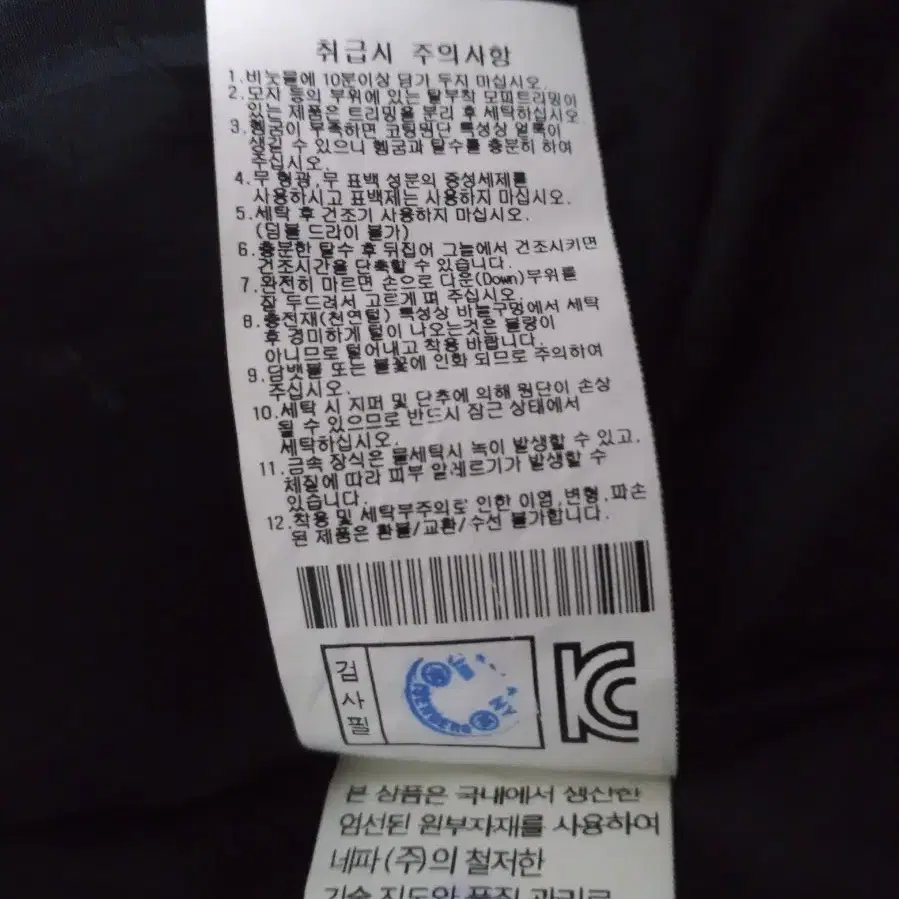 취급시 주의사항
1.비눗물에 10분이상 담가 두지 마십시오.
2.모자 등의 부위에 있는 탈부착 모피트리밍이
있는 제품은 트리밍을 분리 후 세탁하십시오
3.헹굼이 부족하면 코팅원단 특성상 얼룩이
생길 수 있으니 헹굼과 탈수를 충분히 하여
주십시오.
4.무 형광,무 표백 성분의 중성세제를
사용하시고 표백제는 사용하지 마십시오.
5.세탁 후 건조기 사용하지 마십시오.
(덤블 드라이 불가)
6.충분한 탈수 후 뒤집어 그늘에서 건조시키면
건조시간을 단축할 수 있습니다.
7.완전히 마르면 손으로 다운(Down)부위를
잘 두드려서 고르게 펴 주십시오.
8.충전재(천연털) 특성상 바늘구멍에서 세탁
후 경미하게 털이 나오는것은 불량이
아니므로 털어내고 착용 바랍니다.
9.담뱃불 또는 불꽃에 인화 되므로 주의하여
주십시오.
10.세탁 시 지퍼 및 단추에 의해 원단이 손상
될 수 있으므로 반드시 잠근 상태에서
세탁하십시오.
11.금속 장식은 물세탁시 녹이 발생할 수 있고,
체질에 따라 피부 알레르기가 발생할 수
있습니다.
12.착용 및 세탁부주의로 인한 이염,변형,파손
된 제품은 환불/교환/수선 불가합니다.
검사필
KC
본 상품은 국내에서 생산한
엄선된 원부자재를 사용하여
네파(주)의 철저한
기술 지도와 품질 관리로